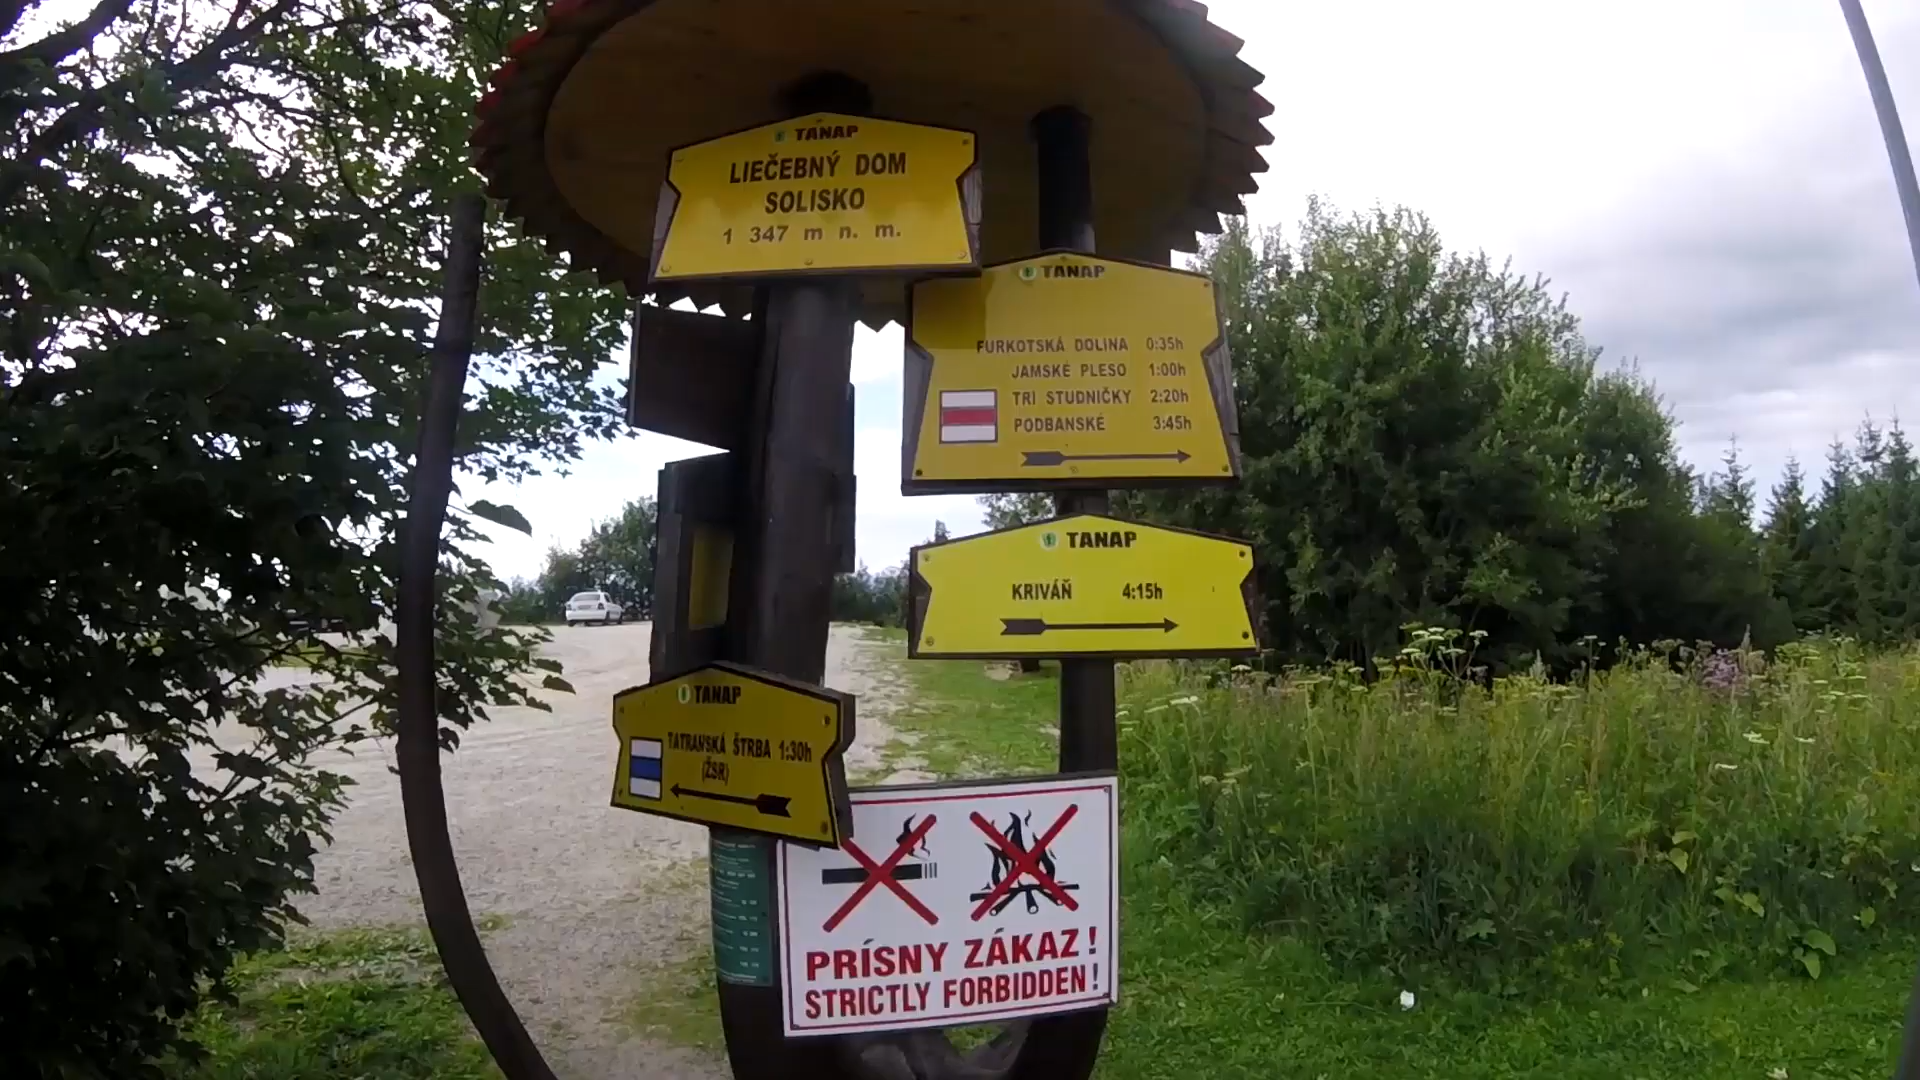 TANAP
LIEČEBNÝ DOM
SOLISKO
1 347 m n. m.
TANAP
FURKOTSKÁ DOLINA 0:35h
JAMSKÉ PLESO 1:00h
TRI STUDNIČKY 2:20h
PODBANSKÉ 3:45h
TANAP
KRIVÁŇ 4:15h
TANAP
TATRANSKÁ ŠTRBA 1:30h
(ŽSR)
PRÍSNY ZÁKAZ!
STRICTLY FORBIDDEN!